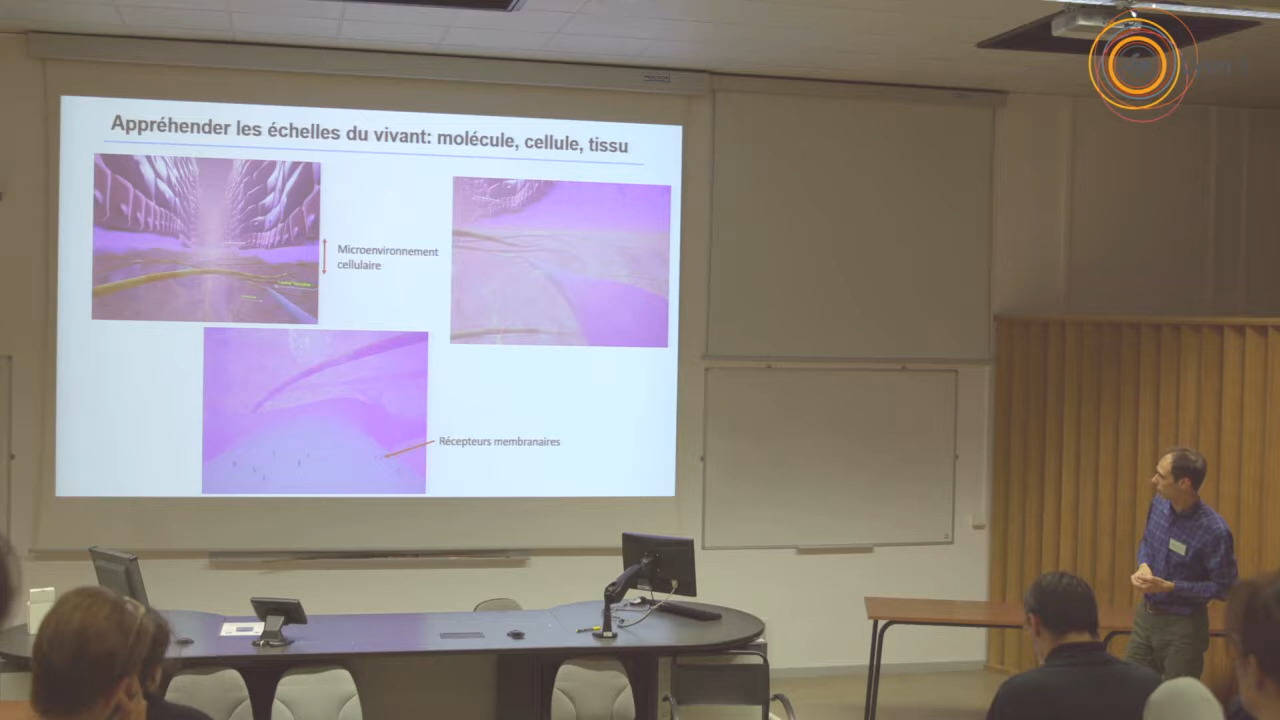 Appréhender les échelles du vivant: molécule, cellule, tissu
Microenvironnement
cellulaire
Récepteurs membranaires